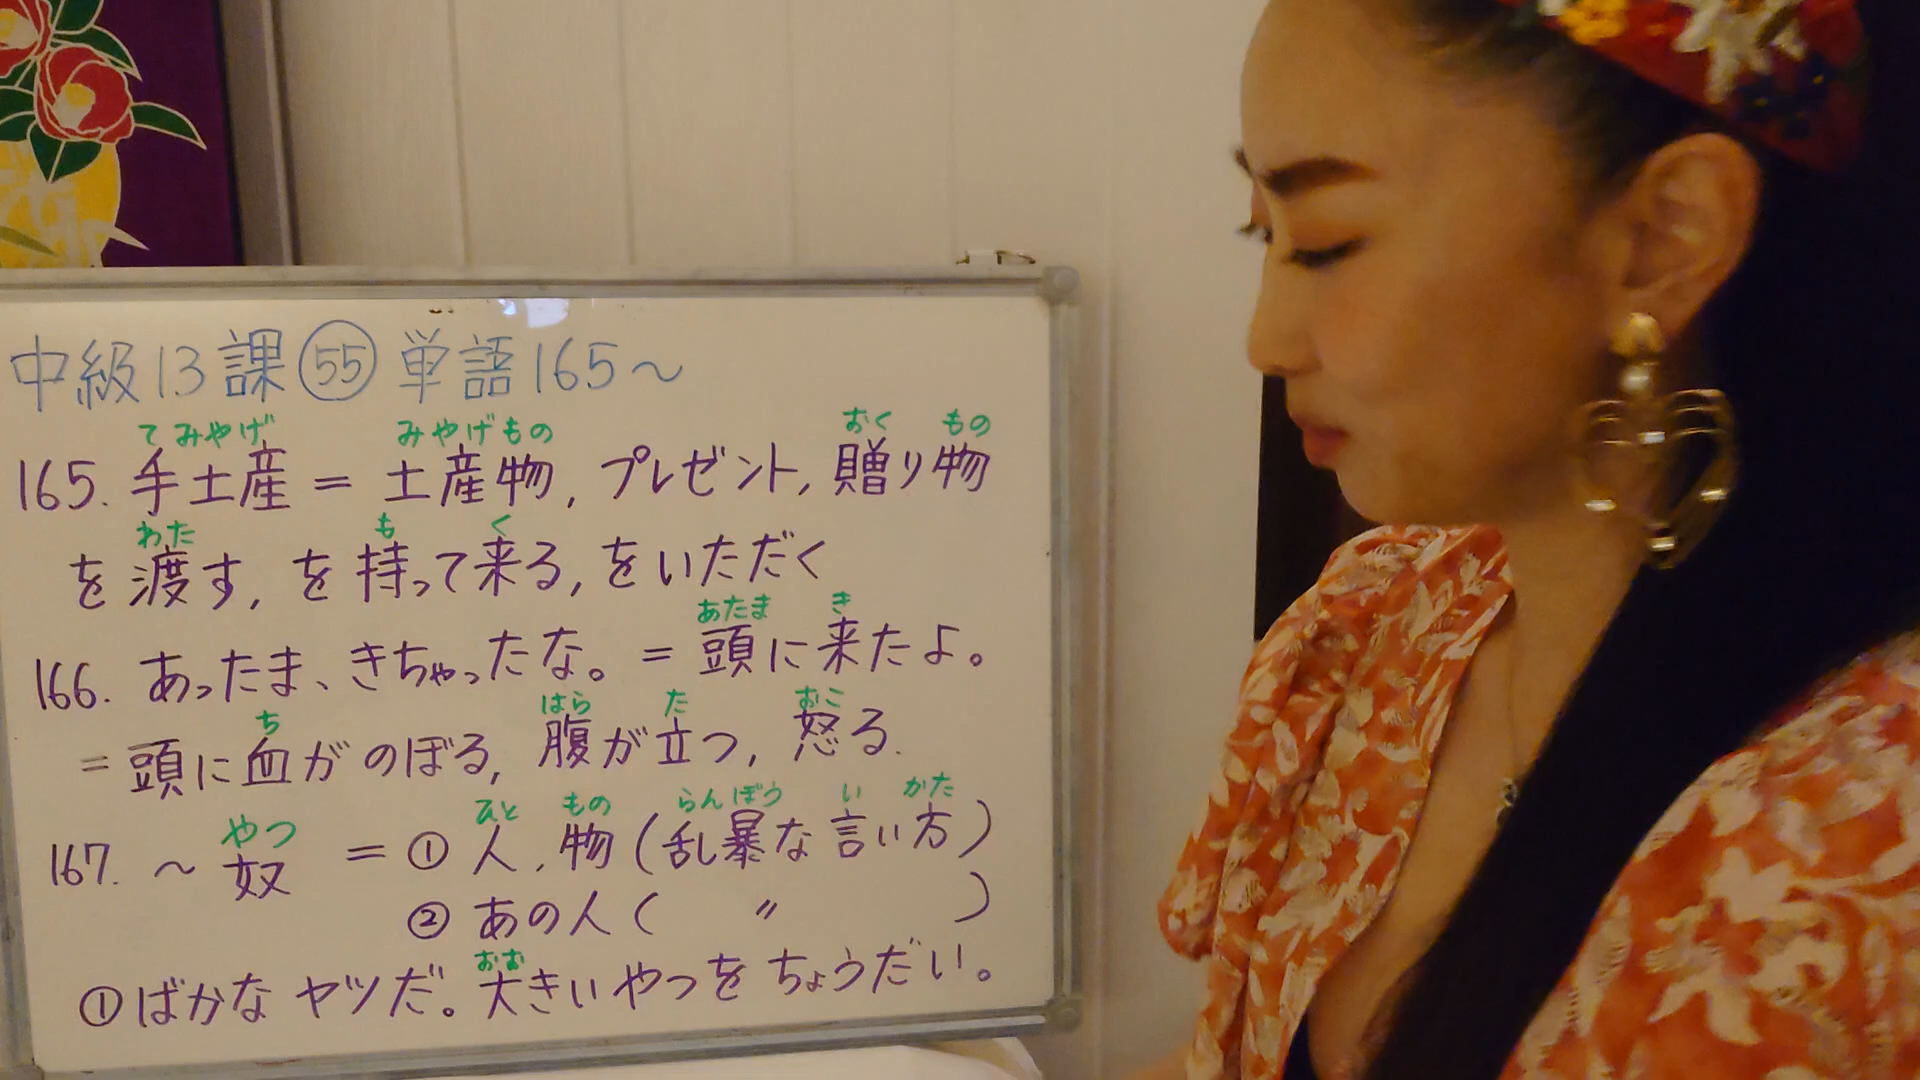 中級13課㊺単語165～
てみやげ みやげもの おく もの
165. 手土産 = 土産物, プレゼント, 贈り物
わた も く
を渡す, を持って来る, をいただく
あたま き
166. あったま、きちゃったな。= 頭に来たよ。
ち はら た おこ
= 頭に血がのぼる, 腹が立つ, 怒る.
やつ ひと もの らんぼう い かた
167. ～奴 = ① 人, 物 (乱暴な言い方)
② あの人 ( 〃 )
おお
① ばかなヤツだ。大きいやつをちょうだい。